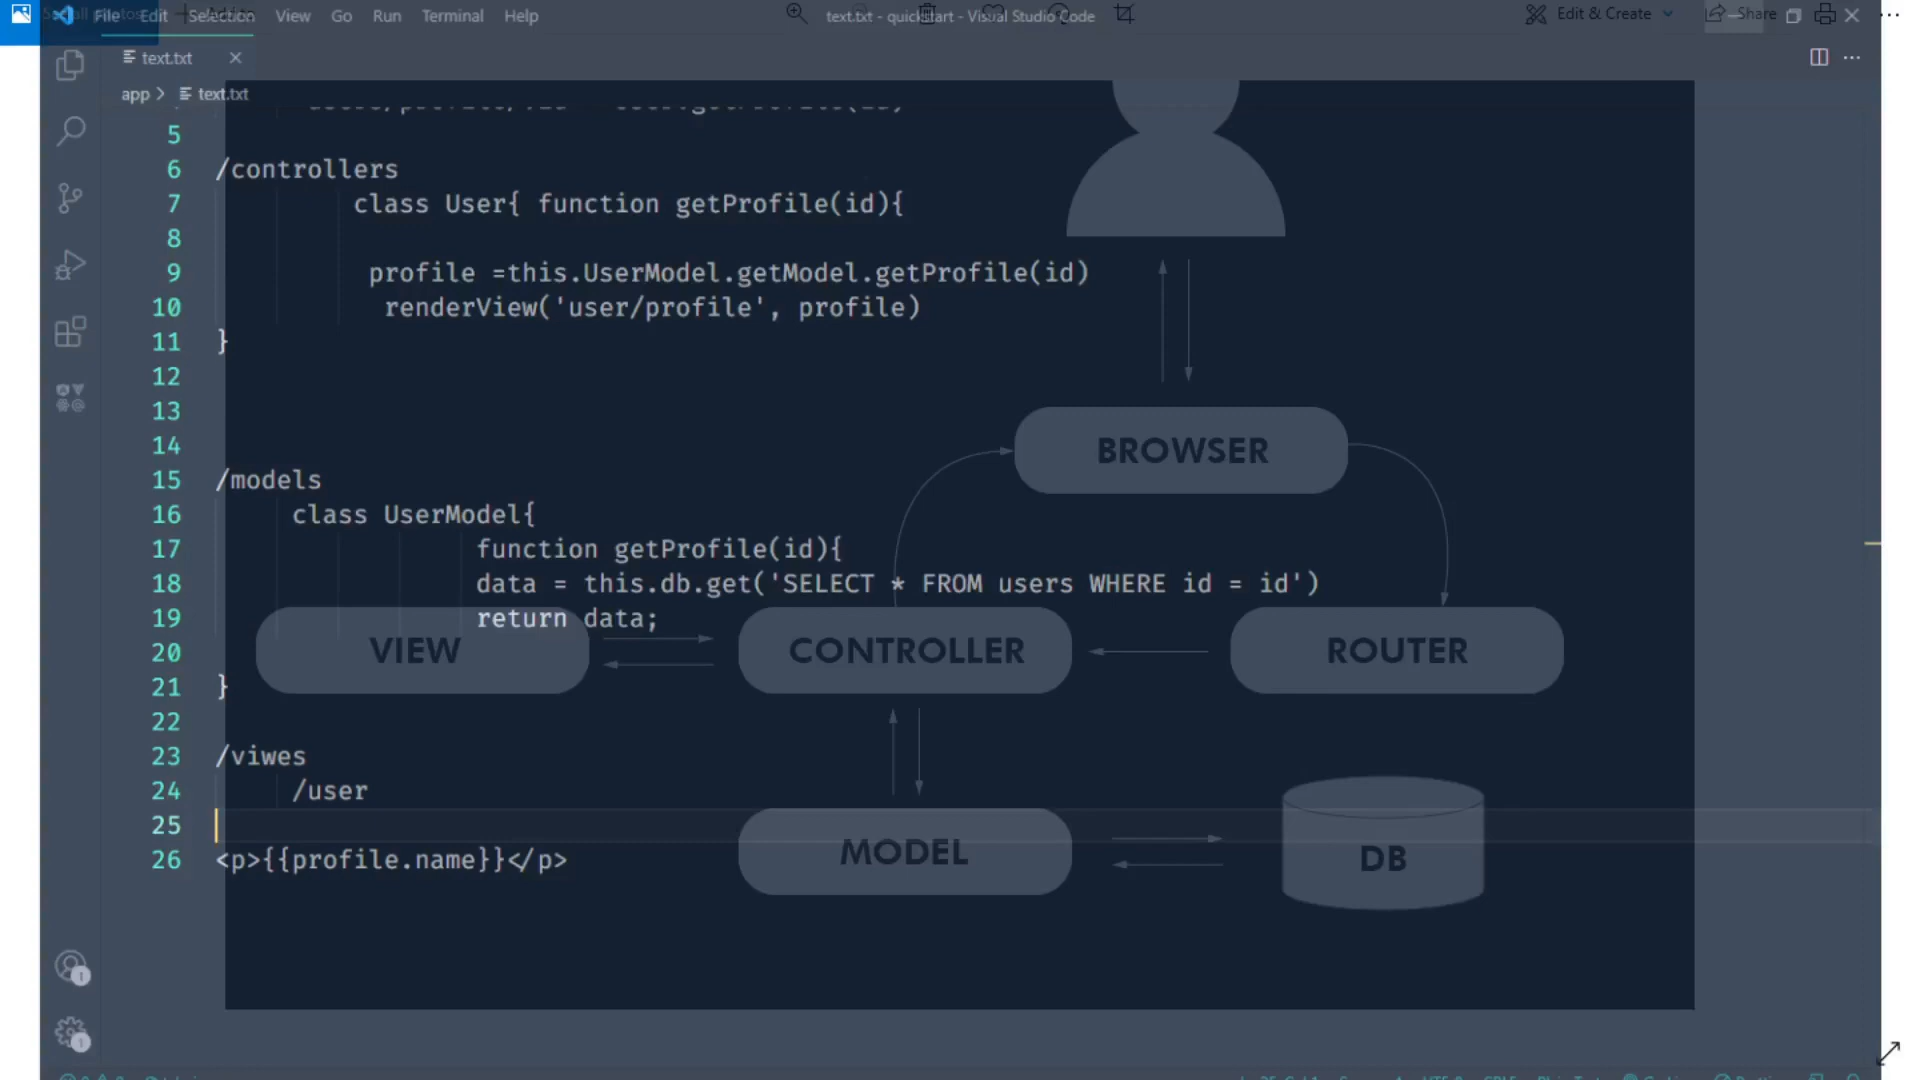 File Edit Selection View Go Run Terminal Help
text.txt - quickstart - Visual Studio Code
Edit & Create
Share
text.txt
app > text.txt
5
6 /controllers
7 class User{ function getProfile(id){
8
9 profile =this.UserModel.getModel.getProfile(id)
10 renderView('user/profile', profile)
11 }
12
13
14
15 /models
16 class UserModel{
17 function getProfile(id){
18 data = this.db.get('SELECT * FROM users WHERE id = id')
19 return data;
20
21 }
22
23 /viwes
24 /user
25
26 <p>{{profile.name}}</p>
BROWSER
VIEW
CONTROLLER
ROUTER
MODEL
DB
1
1